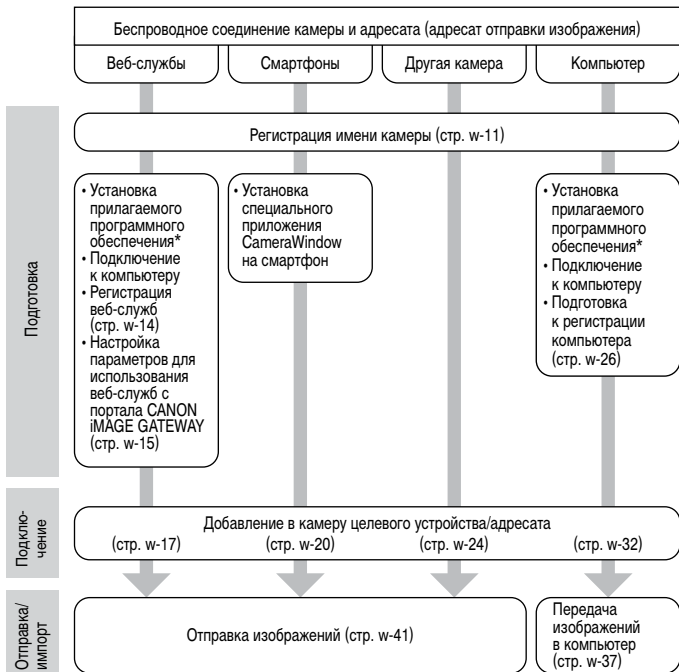 Беспроводное соединение камеры и адресата (адресат отправки изображения)
Веб-службы
Смартфоны
Другая камера
Компьютер
Подготовка
Регистрация имени камеры (стр. w-11)
• Установка
прилагаемого
программного
обеспечения*
• Подключение
к компьютеру
• Регистрация
веб-служб
(стр. w-14)
• Настройка
параметров для
использования
веб-служб с
портала CANON
iMAGE GATEWAY
(стр. w-15)
• Установка
специального
приложения
CameraWindow
на смартфон
• Установка
прилагаемого
программного
обеспечения*
• Подключение
к компьютеру
• Подготовка
к регистрации
компьютера
(стр. w-26)
Подклю-
чение
Добавление в камеру целевого устройства/адресата
(стр. w-17)
(стр. w-20)
(стр. w-24)
(стр. w-32)
Отправка/
импорт
Отправка изображений (стр. w-41)
Передача
изображений
в компьютер
(стр. w-37)